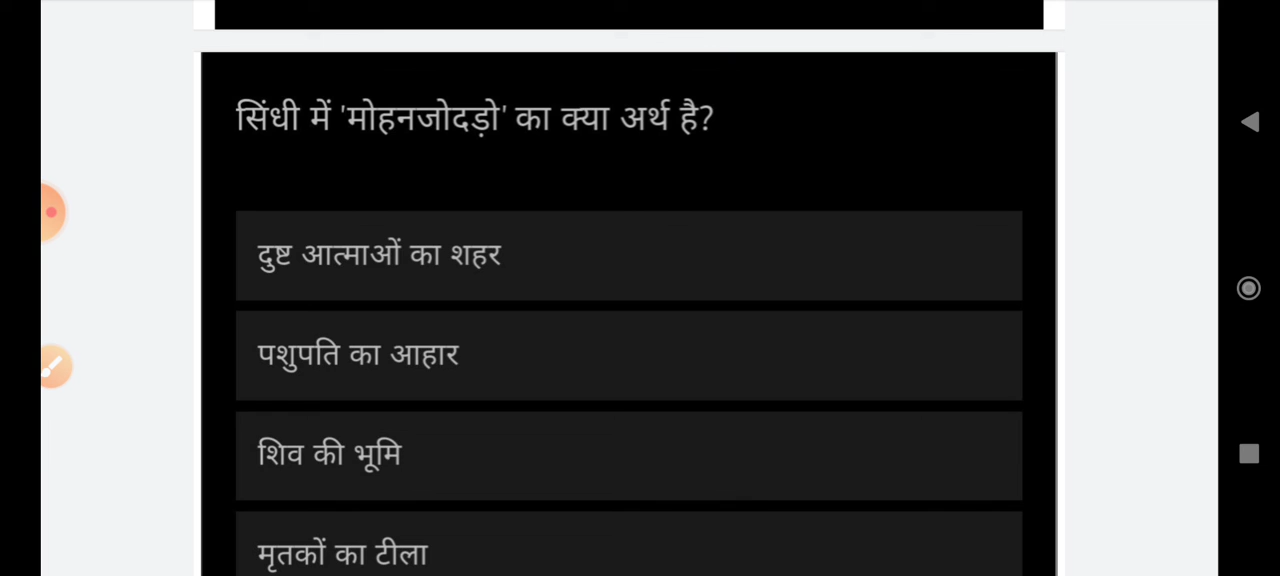 सिंधी में 'मोहनजोदड़ो' का क्या अर्थ है?
दुष्ट आत्माओं का शहर
पशुपति का आहार
शिव की भूमि
मृतकों का टीला